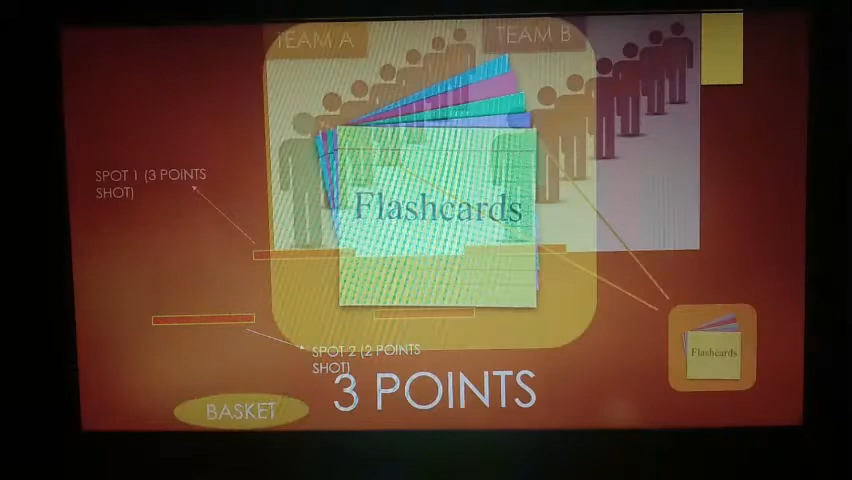 TEAM A
TEAM B
SPOT 1 (3 POINTS
SHOT)
Flashcards
Flashcards
SPOT 2 (2 POINTS
SHOT)
3 POINTS
BASKET